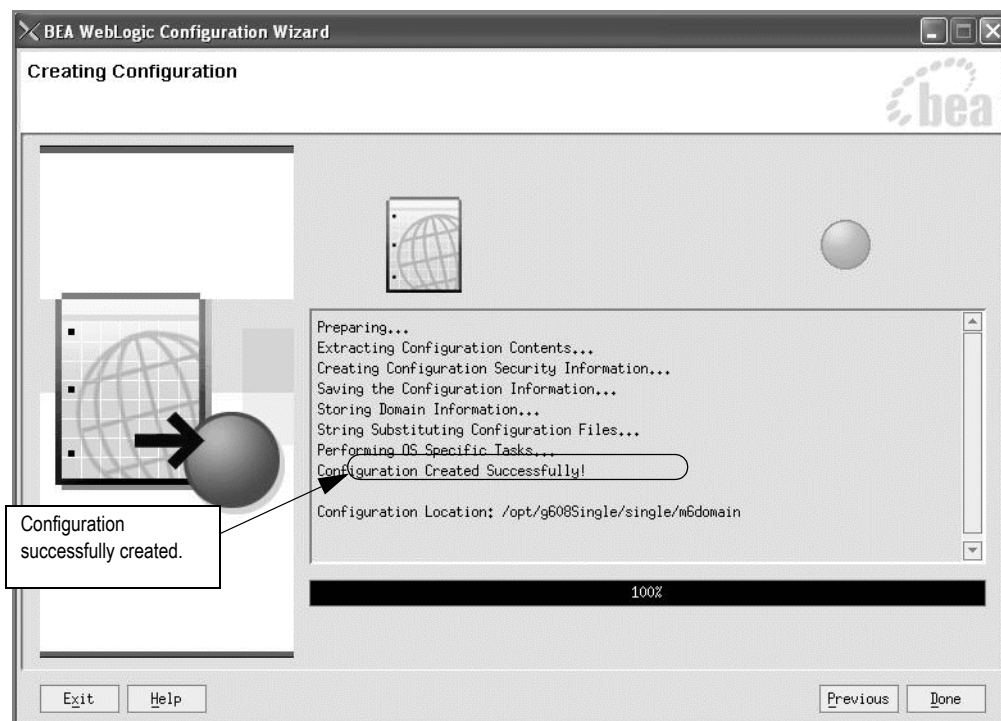 BEA WebLogic Configuration Wizard
Creating Configuration
bea
Preparing...
Extracting Configuration Contents...
Creating Configuration Security Information...
Saving the Configuration Information...
Storing Domain Information...
String Substituting Configuration Files...
Performing OS Specific Tasks...
Configuration Created Successfully!
Configuration Location: /opt/g608Single/single/m6domain
Configuration
successfully created.
100%
Exit
Help
Previous
Done